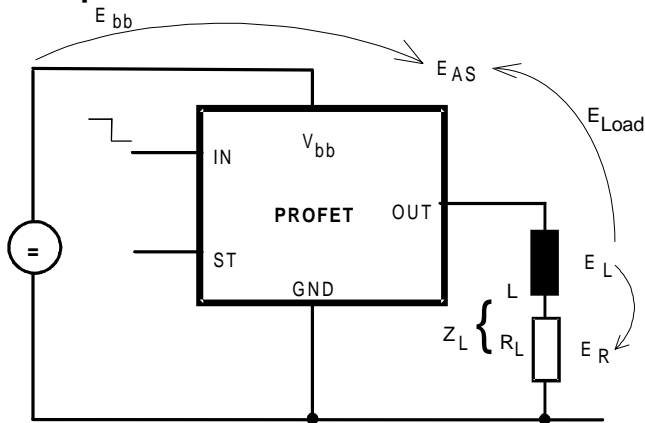 E bb
E AS
E Load
V bb
IN
PROFET
OUT
=
ST
E L
GND
L
Z L { R L
E R